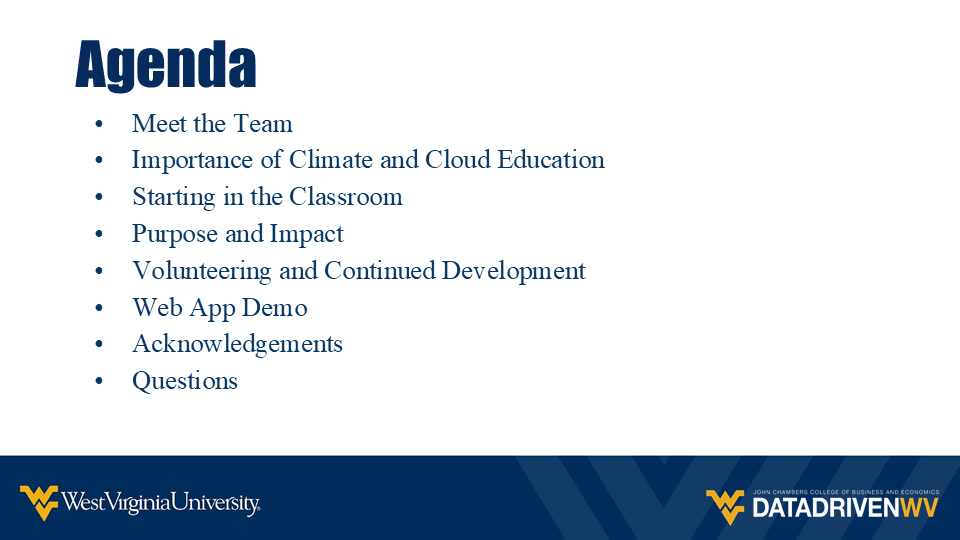 Agenda
• Meet the Team
• Importance of Climate and Cloud Education
• Starting in the Classroom
• Purpose and Impact
• Volunteering and Continued Development
• Web App Demo
• Acknowledgements
• Questions
WestVirginiaUniversity®
JOHN CHAMBERS COLLEGE OF BUSINESS AND ECONOMICS
DATADRIVENWV